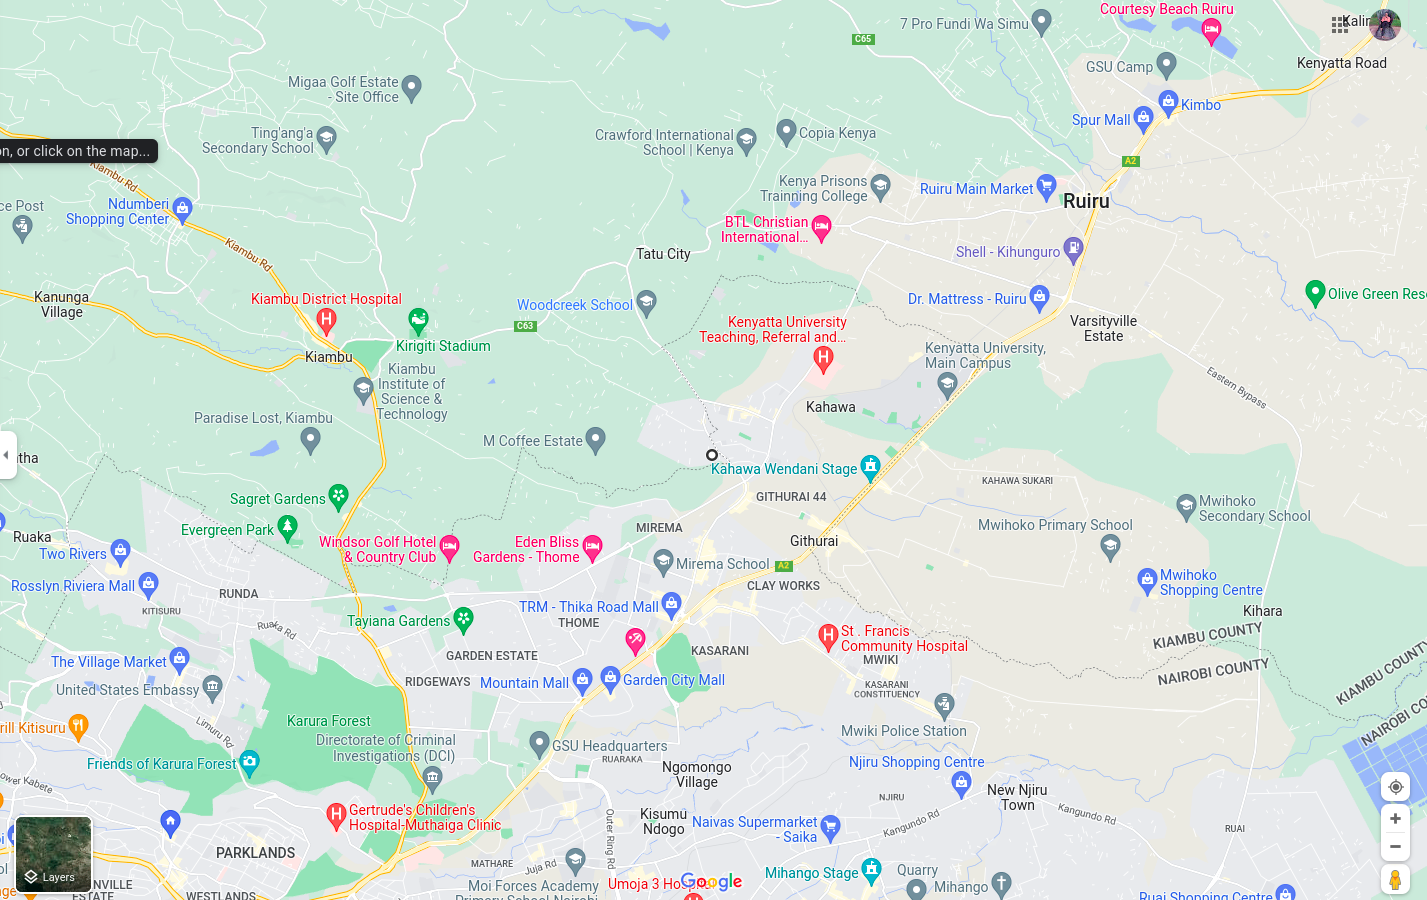 Courtesy Beach Ruiru
7 Pro Fundi Wa Simu
Kenyatta Road
C65
GSU Camp
Migaa Golf Estate
- Site Office
Kimbo
Spur Mall
Ting'ang'a
Secondary School
Crawford International
School | Kenya
Copia Kenya
on, or click on the map...
A2
Kiambu Rd
Kenya Prisons
Trainning College
Ruiru Main Market
Ruiru
Ndumberi
Shopping Center
ce Post
BTL Christian
International...
Kiambu Rd
Tatu City
Shell - Kihunguro
Kanunga
Village
Kiambu District Hospital
Woodcreek School
Dr. Mattress - Ruiru
Olive Green Res
C63
Kenyatta University
Teaching, Referral and...
Varsityville
Estate
Kirigiti Stadium
Kiambu
Kenyatta University,
Main Campus
Kiambu
Institute of
Science &
Technology
Eastern Bypass
Kahawa
Paradise Lost, Kiambu
M Coffee Estate
Kahawa Wendani Stage
KAHAWA SUKARI
Sagret Gardens
GITHURAI 44
Mwihoko
Secondary School
Evergreen Park
MIREMA
Mwihoko Primary School
Ruaka
Windsor Golf Hotel
& Country Club
Eden Bliss
Gardens - Thome
Githurai
Two Rivers
Mirema School
A2
Rosslyn Riviera Mall
CLAY WORKS
Mwihoko
Shopping Centre
RUNDA
KITISURU
TRM - Thika Road Mall
THOME
Kihara
Ruaka Rd
Tayiana Gardens
St . Francis
Community Hospital
KIAMBU COUNTY
GARDEN ESTATE
KASARANI
MWIKI
The Village Market
NAIROBI COUNTY
KIAMBU COUNTY
RIDGEWAYS
Mountain Mall
Garden City Mall
KASARANI
CONSTITUENCY
United States Embassy
NAIROBI CO
Limuru Rd
Karura Forest
rill Kitisuru
Mwiki Police Station
Directorate of Criminal
Investigations (DCI)
GSU Headquarters
RUARAKA
Friends of Karura Forest
Ngomongo
Village
Njiru Shopping Centre
ower Kabete
NJIRU
New Njiru
Town
Gertrude's Children's
Hospital-Muthaiga Clinic
Kisumu
Ndogo
Naivas Supermarket
- Saika
Kangundo Rd
Kangundo Rd
RUAI
Outer Ring Rd
PARKLANDS
MATHARE
Juja Rd
Layers
Mihango Stage
Quarry
Moi Forces Academy
Primary School-Nairobi
Umoja 3 Hosp
Google
Mihango
ESTATE
WESTLANDS
Ruai Shopping Centre